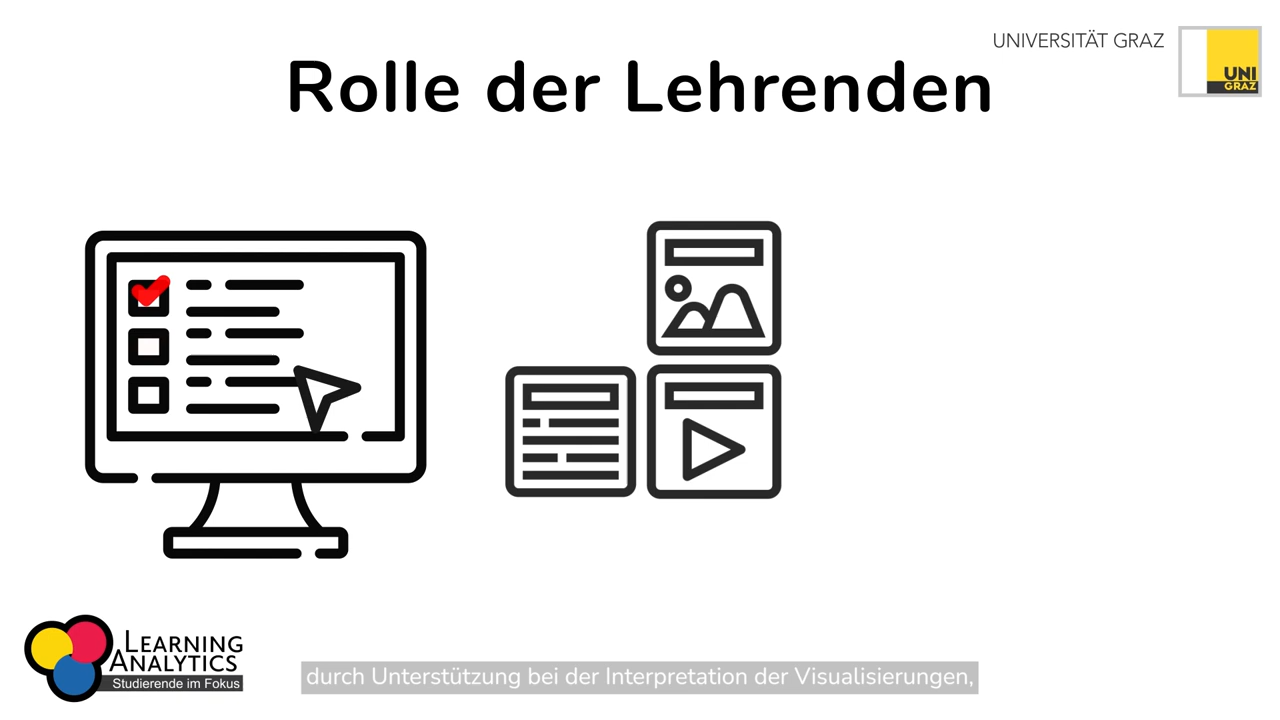 UNIVERSITÄT GRAZ
UNI
GRAZ
Rolle der Lehrenden
LEARNING
ANALYTICS
Studierende im Fokus
durch Unterstützung bei der Interpretation der Visualisierungen,